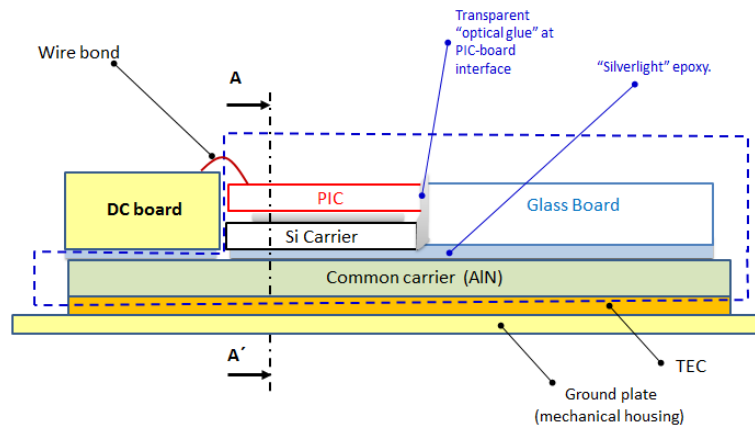 Transparent
"optical glue" at
PIC-board
interface
Wire bond
A
"Silverlight" epoxy.
DC board
PIC
Glass Board
Si Carrier
Common carrier (AlN)
A´
TEC
Ground plate
(mechanical housing)